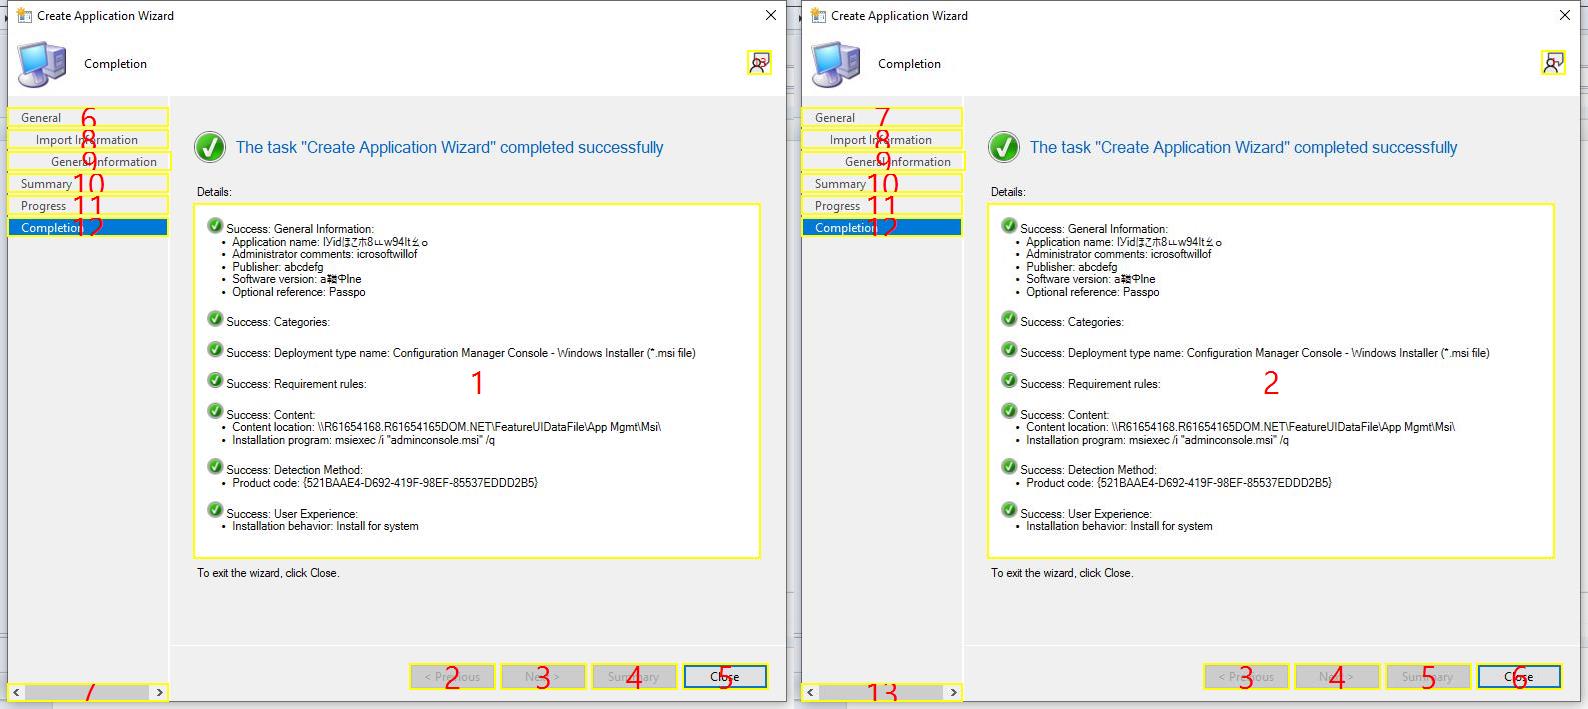 Create Application Wizard
Completion
13
General
6
Import Information
8
General Information
9
Summary
10
Progress
11
Completion
12
The task "Create Application Wizard" completed successfully
Details:
Success: General Information:
• Application name: Iyid
• Administrator comments: icrosoftwillof
• Publisher: abcdefg
• Software version:
• Optional reference: Passpo
Success: Categories:
Success: Deployment type name: Configuration Manager Console - Windows Installer (*.msi file)
Success: Requirement rules:
1
Success: Content:
• Content location: \\R61654168.R61654165DOM.NET\FeatureUIDataFile\App Mgmt\Msi\
• Installation program: msiexec /i "adminconsole.msi" /q
Success: Detection Method:
• Product code: {521BAAE4-D692-419F-98EF-85537EDDD2B5}
Success: User Experience:
• Installation behavior: Install for system
To exit the wizard, click Close.
7
< Previous
2
Next >
3
Summary
4
Close
5
Create Application Wizard
Completion
General
7
Import Information
8
General Information
9
Summary
10
Progress
11
Completion
12
The task "Create Application Wizard" completed successfully
Details:
Success: General Information:
• Application name:
• Administrator comments: icrosoftwillof
• Publisher: abcdefg
• Software version:
• Optional reference: Passpo
Success: Categories:
Success: Deployment type name: Configuration Manager Console - Windows Installer (*.msi file)
Success: Requirement rules:
2
Success: Content:
• Content location: \\R61654168.R61654165DOM.NET\FeatureUIDataFile\App Mgmt\Msi\
• Installation program: msiexec /i "adminconsole.msi" /q
Success: Detection Method:
• Product code: {521BAAE4-D692-419F-98EF-85537EDDD2B5}
Success: User Experience:
• Installation behavior: Install for system
To exit the wizard, click Close.
13
< Previous
3
Next >
4
Summary
5
Close
6